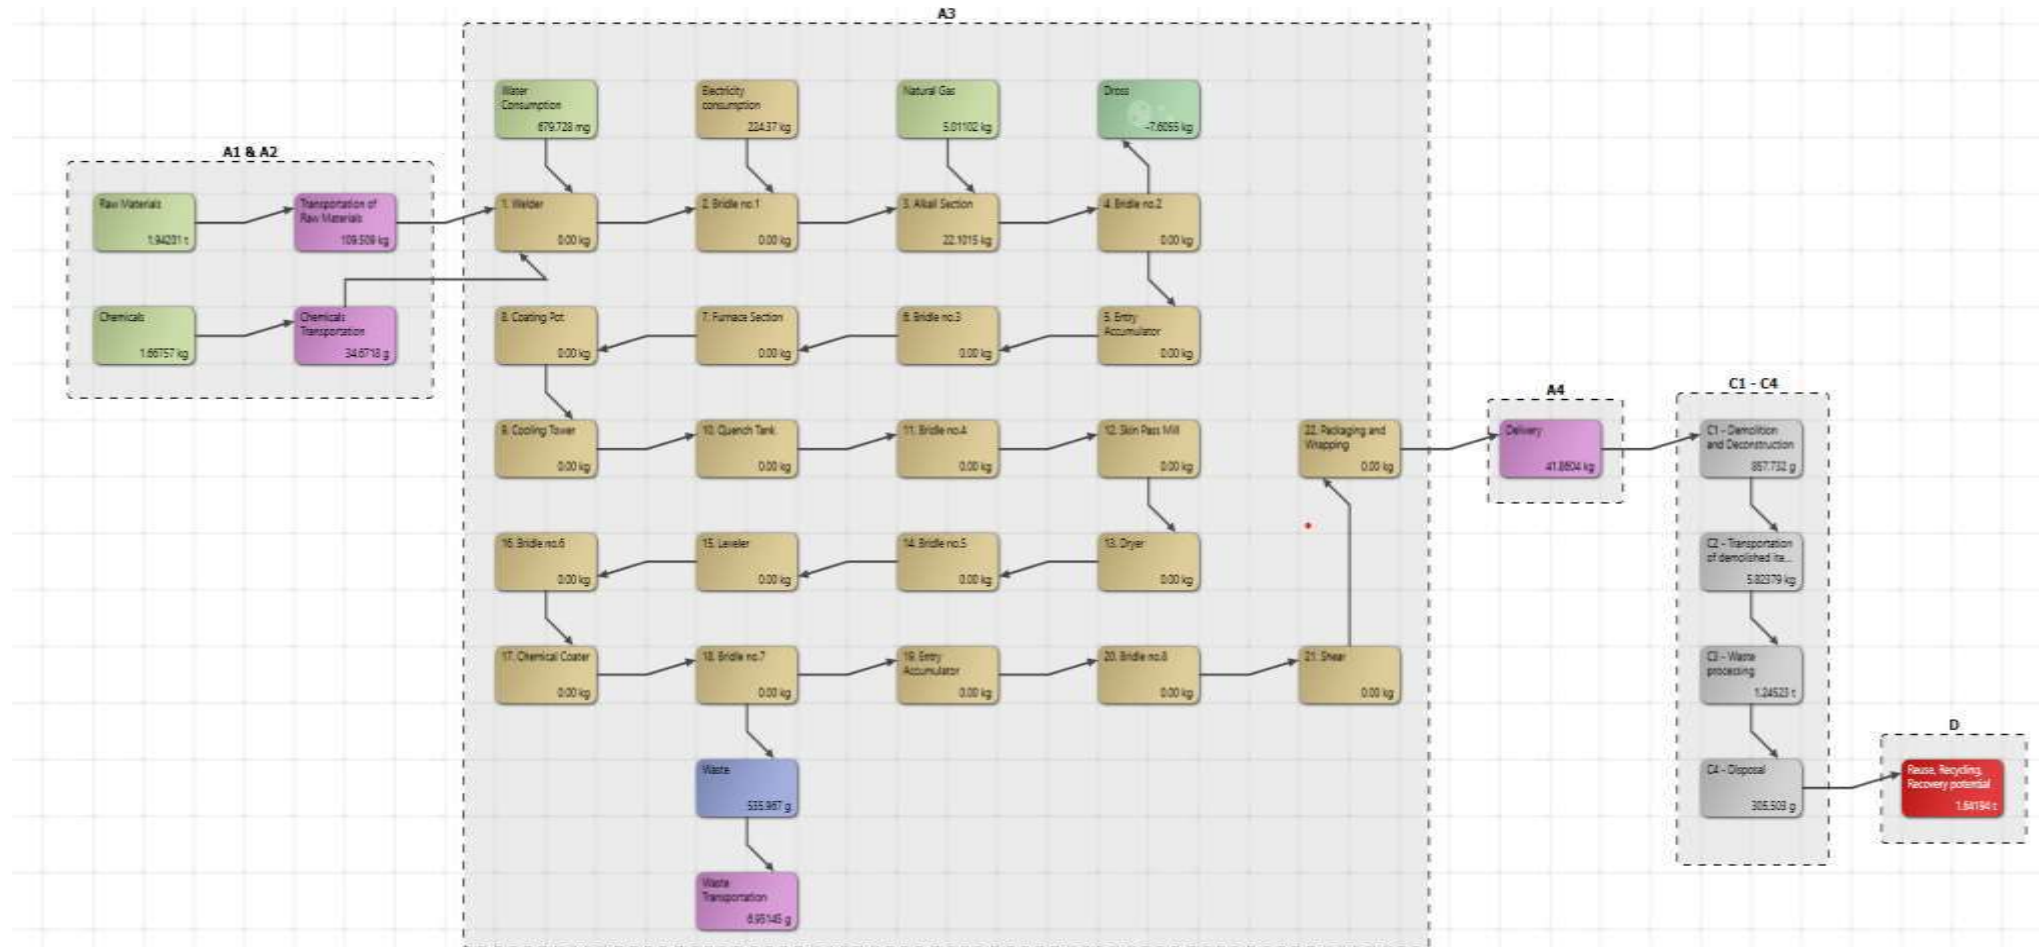 A3
Water
Consumption
679.728 mg
Electricity
consumption
224.37 kg
Natural Gas
5.01102 kg
Dross
-7.6055 kg
A1 & A2
Raw Materials
1.94201 t
Transportation of
Raw Materials
109.509 kg
Chemicals
1.66757 kg
Chemicals
Transportation
34.6718 g
1. Welder
0.00 kg
2. Bridle no.1
0.00 kg
3. Alkali Section
22.1015 kg
4. Bridle no.2
0.00 kg
8. Coating Pot
0.00 kg
7. Furnace Section
0.00 kg
6. Bridle no.3
0.00 kg
5. Entry
Accumulator
0.00 kg
9. Cooling Tower
0.00 kg
10. Quench Tank
0.00 kg
11. Bridle no.4
0.00 kg
12. Skin Pass Mill
0.00 kg
22. Packaging and
Wrapping
0.00 kg
16. Bridle no.6
0.00 kg
15. Leveler
0.00 kg
14. Bridle no.5
0.00 kg
13. Dryer
0.00 kg
17. Chemical Coater
0.00 kg
18. Bridle no.7
0.00 kg
19. Entry
Accumulator
0.00 kg
20. Bridle no.8
0.00 kg
21. Shear
0.00 kg
Waste
535.967 g
Waste
Transportation
6.95145 g
A4
Delivery
41.8604 kg
C1 - C4
C1 - Demolition
and Deconstruction
857.732 g
C2 - Transportation
of demolished ite...
5.82379 kg
C3 - Waste
processing
1.24523 t
C4 - Disposal
305.503 g
D
Reuse, Recycling,
Recovery potential
1.64194 t